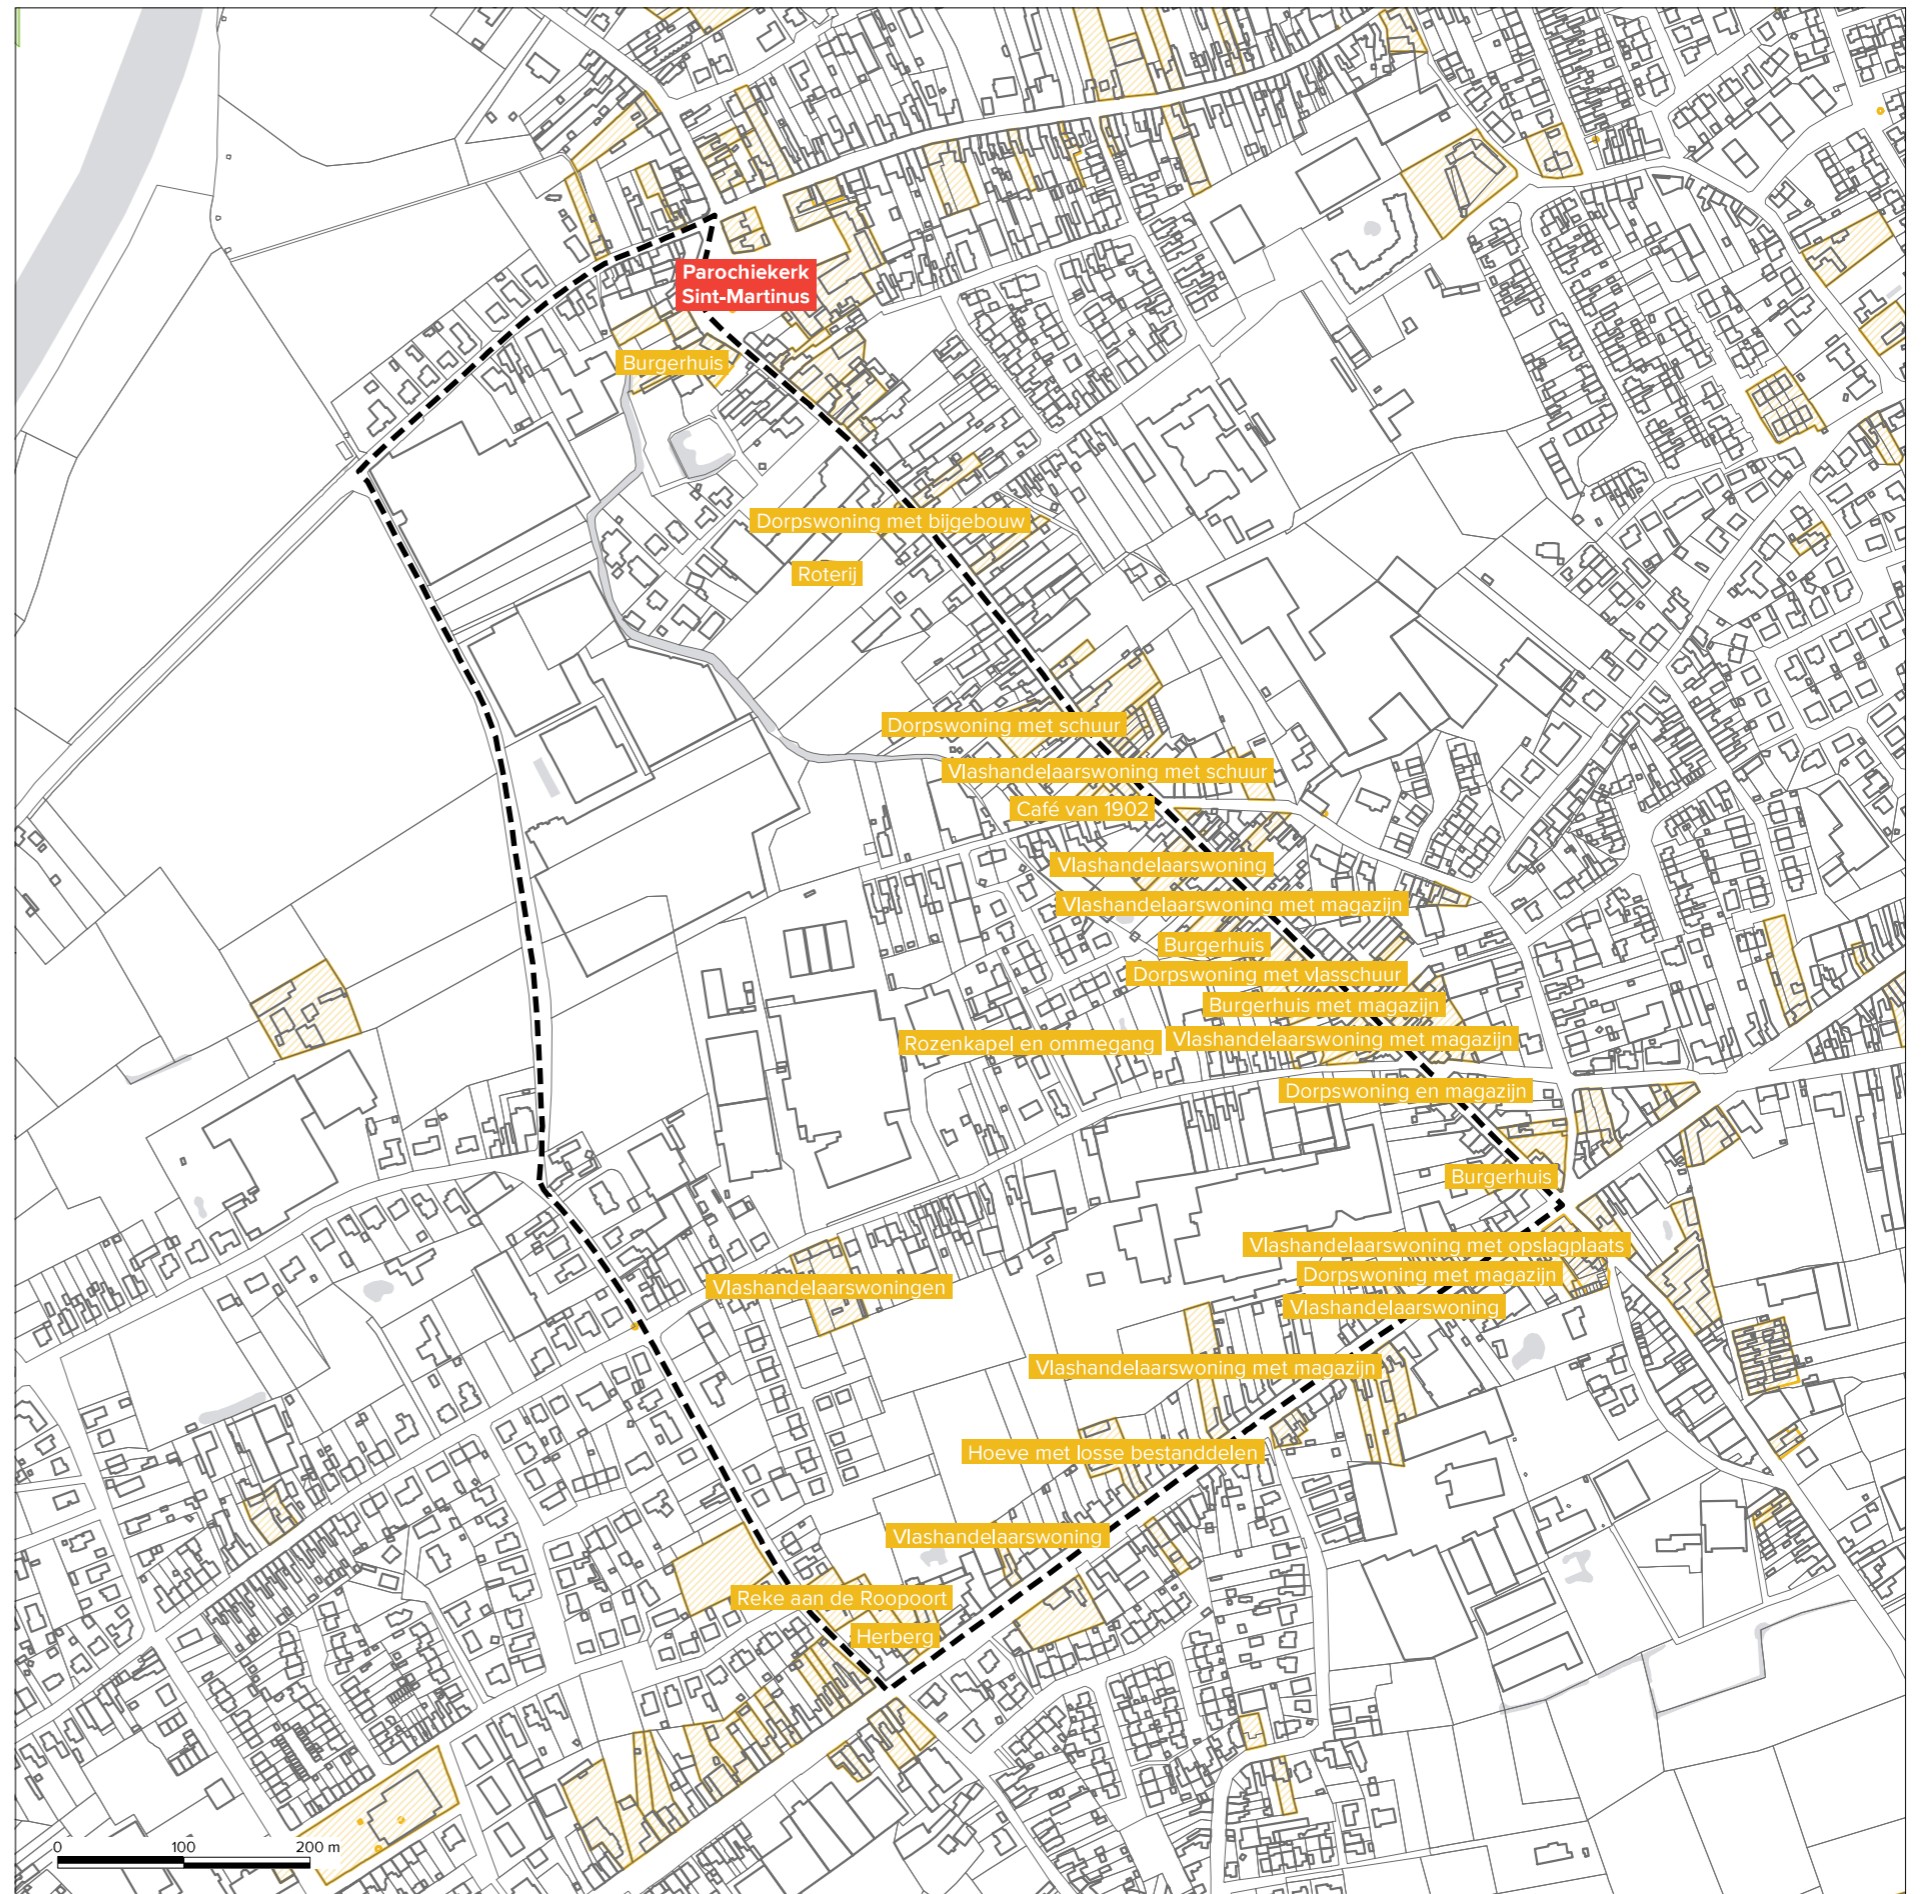 Parochiekerk
Sint-Martinus
Burgerhuis
Dorpswoning met bijgebouw
Roterij
Dorpswoning met schuur
Vlashandelaarswoning met schuur
Café van 1902
Vlashandelaarswoning
Vlashandelaarswoning met magazijn
Burgerhuis
Dorpswoning met vlasschuur
Burgerhuis met magazijn
Rozenkapel en ommegang
Vlashandelaarswoning met magazijn
Dorpswoning en magazijn
Burgerhuis
Vlashandelaarswoning met opslagplaats
Dorpswoning met magazijn
Vlashandelaarswoningen
Vlashandelaarswoning
Vlashandelaarswoning met magazijn
Hoeve met losse bestanddelen
Vlashandelaarswoning
Reke aan de Roopoort
Herberg
0 100 200 m